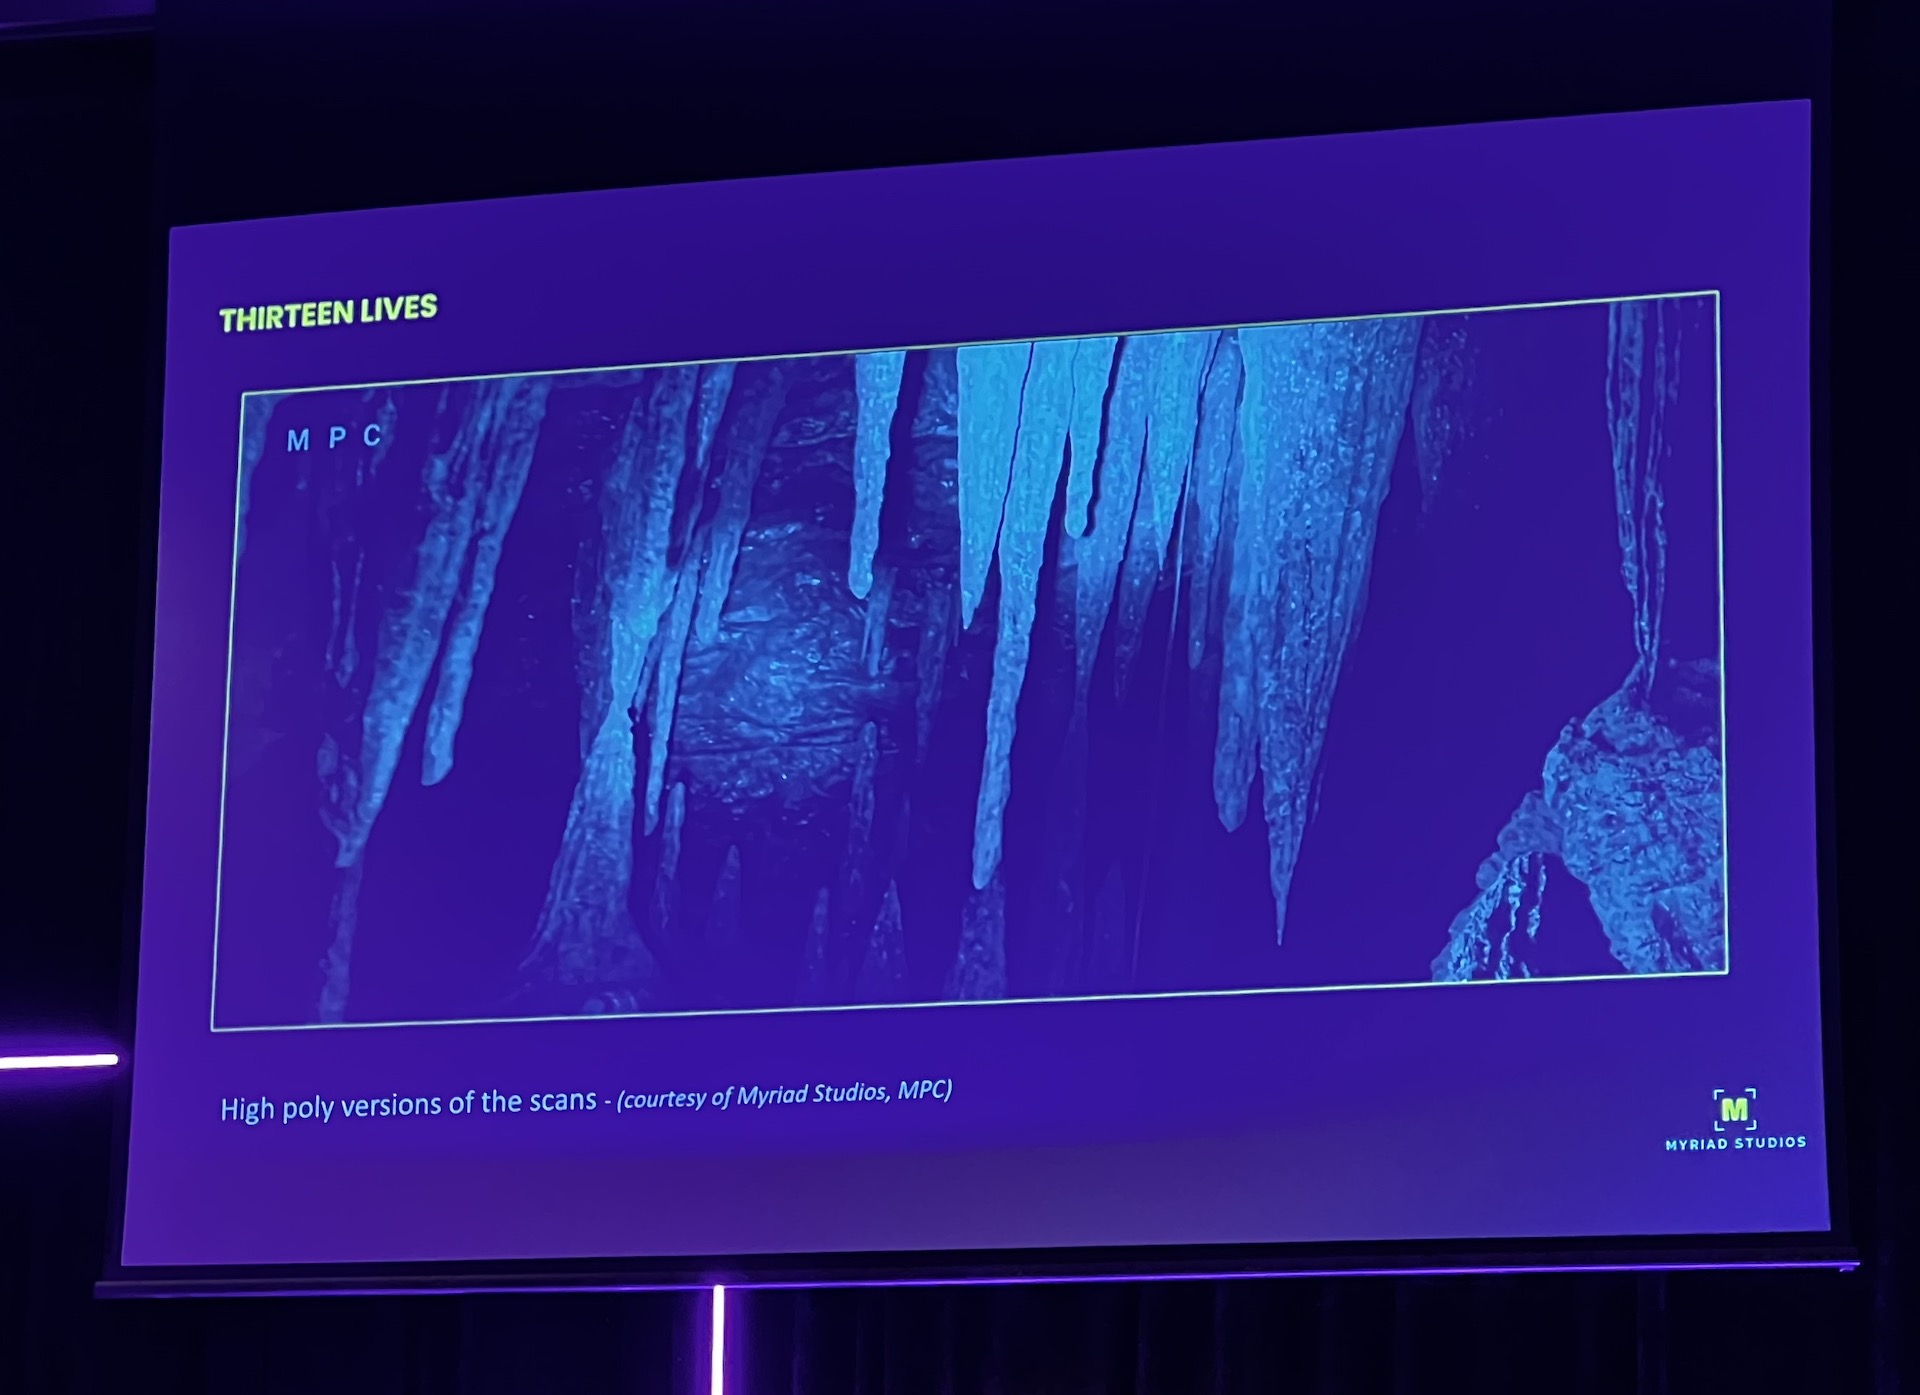 THIRTEEN LIVES
M P C
High poly versions of the scans - (courtesy of Myriad Studios, MPC)
M
MYRIAD STUDIOS